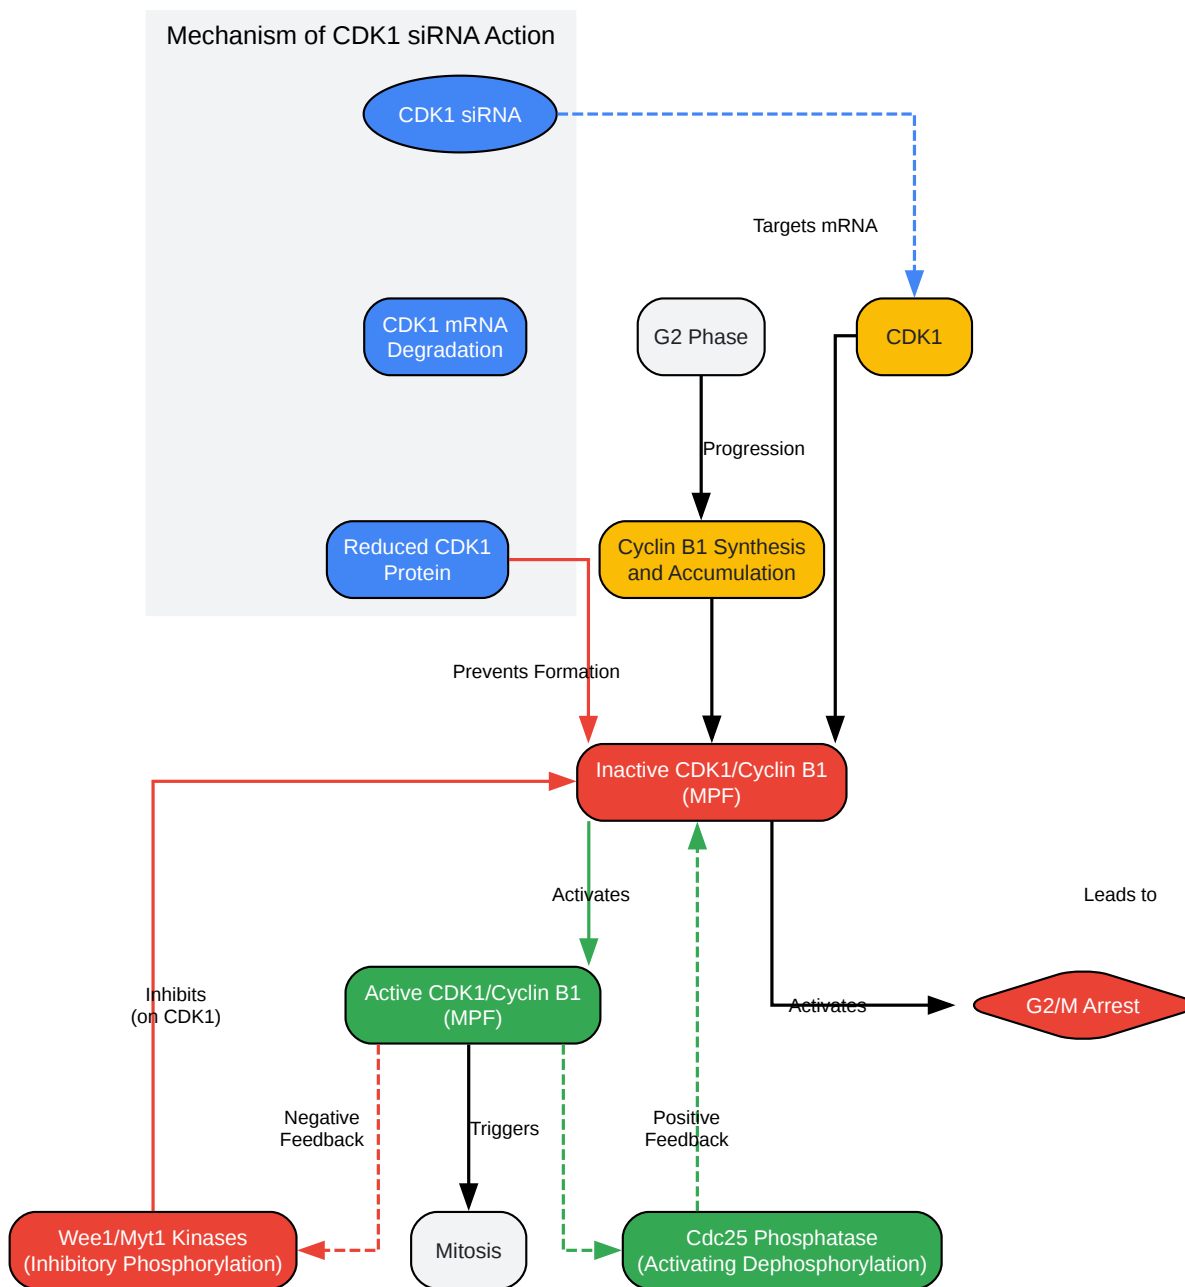 Mechanism of CDK1 siRNA Action
CDK1 siRNA
Targets mRNA
CDK1 mRNA
Degradation
G2 Phase
CDK1
Progression
Reduced CDK1
Protein
Cyclin B1 Synthesis
and Accumulation
Prevents Formation
Inactive CDK1/Cyclin B1
(MPF)
Activates
Leads to
Active CDK1/Cyclin B1
(MPF)
Inhibits
(on CDK1)
Activates
G2/M Arrest
Negative
Feedback
Triggers
Positive
Feedback
Wee1/Myt1 Kinases
(Inhibitory Phosphorylation)
Mitosis
Cdc25 Phosphatase
(Activating Dephosphorylation)